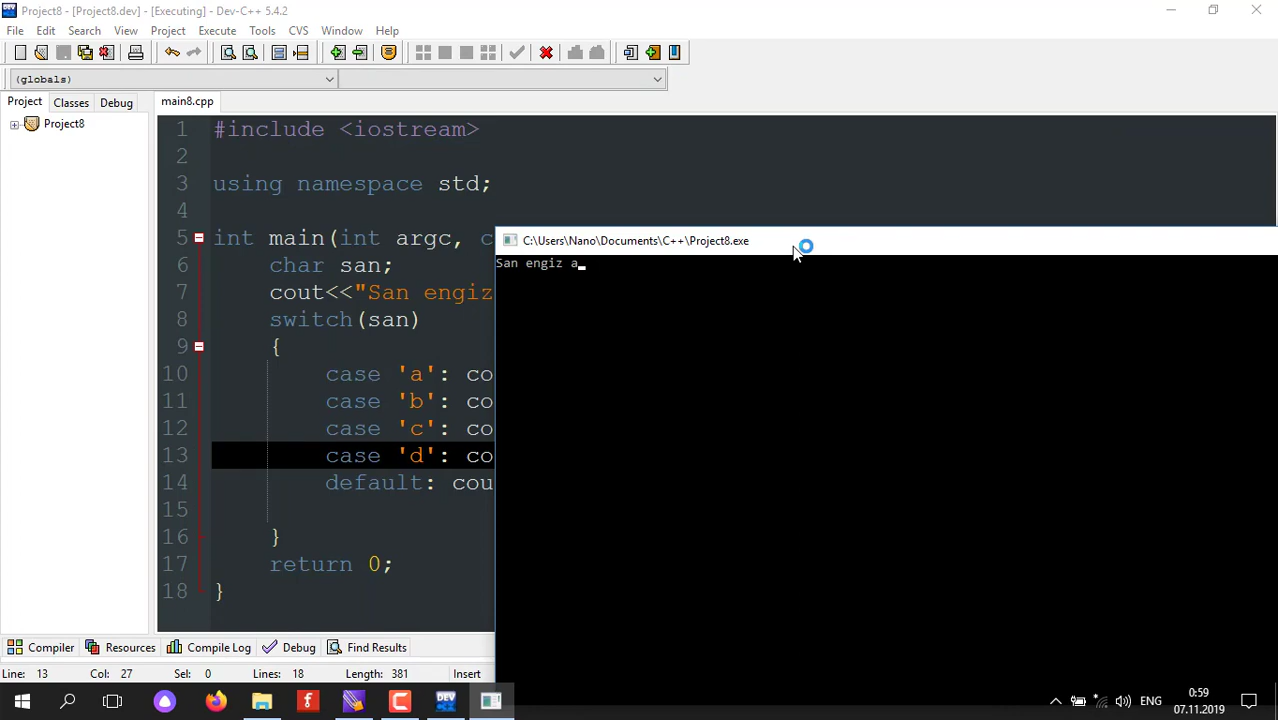 Project8 - [Project8.dev] - [Executing] - Dev-C++ 5.4.2
File Edit Search View Project Execute Tools CVS Window Help
(globals)
Project Classes Debug
main8.cpp
Project8
1 #include <iostream>
2
3 using namespace std;
4
5 int main(int argc, c
6 char san;
7 cout<<"San engiz
8 switch(san)
9 {
10 case 'a': co
11 case 'b': co
12 case 'c': co
13 case 'd': co
14 default: cou
15
16 }
17 return 0;
18 }
C:\Users\Nano\Documents\C++\Project8.exe
San engiz a
Compiler Resources Compile Log Debug Find Results
Line: 13 Col: 27 Sel: 0 Lines: 18 Length: 381 Insert
DEV
ENG
0:59
07.11.2019